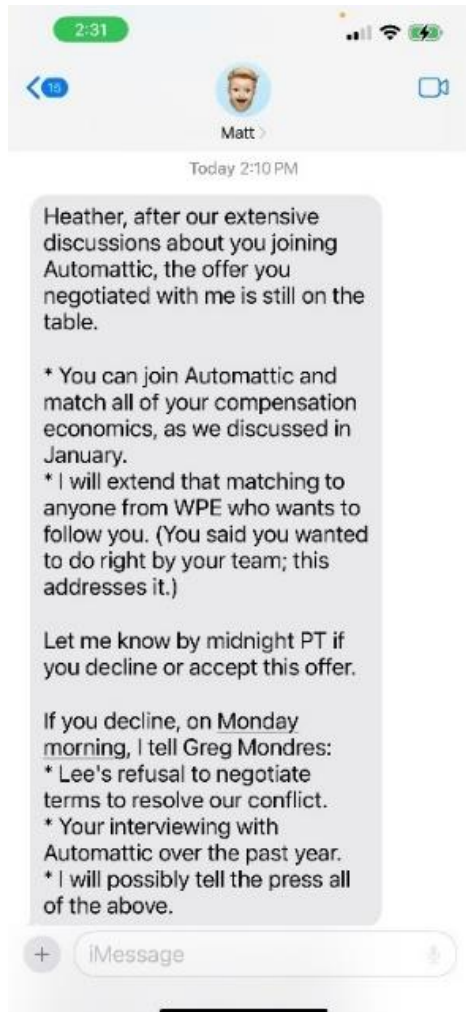 2:31
15
Matt
Today 2:10 PM
Heather, after our extensive
discussions about you joining
Automattic, the offer you
negotiated with me is still on the
table.
* You can join Automattic and
match all of your compensation
economics, as we discussed in
January.
* I will extend that matching to
anyone from WPE who wants to
follow you. (You said you wanted
to do right by your team; this
addresses it.)
Let me know by midnight PT if
you decline or accept this offer.
If you decline, on Monday
morning, I tell Greg Mondres:
* Lee's refusal to negotiate
terms to resolve our conflict.
* Your interviewing with
Automattic over the past year.
* I will possibly tell the press all
of the above.
iMessage